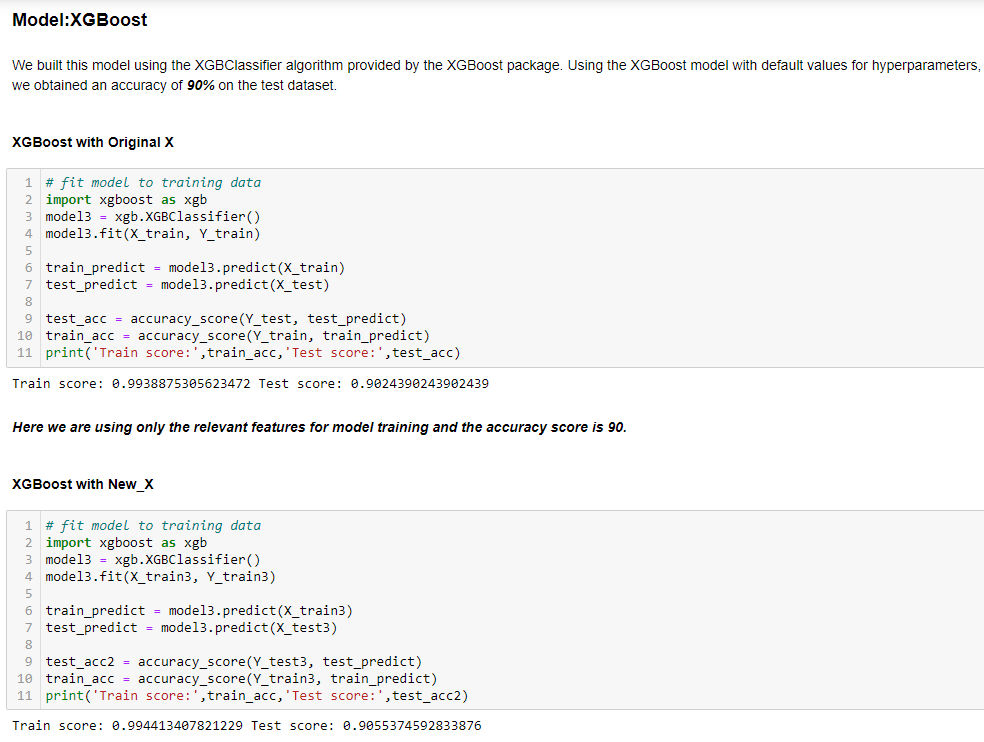 Model:XGBoost
We built this model using the XGBClassifier algorithm provided by the XGBoost package. Using the XGBoost model with default values for hyperparameters,
we obtained an accuracy of 90% on the test dataset.
XGBoost with Original X
1 # fit model to training data
2 import xgboost as xgb
3 model3 = xgb.XGBClassifier()
4 model3.fit(X_train, Y_train)
5
6 train_predict = model3.predict(X_train)
7 test_predict = model3.predict(X_test)
8
9 test_acc = accuracy_score(Y_test, test_predict)
10 train_acc = accuracy_score(Y_train, train_predict)
11 print('Train score:',train_acc,'Test score:',test_acc)
Train score: 0.9938875305623472 Test score: 0.9024390243902439
Here we are using only the relevant features for model training and the accuracy score is 90.
XGBoost with New_X
1 # fit model to training data
2 import xgboost as xgb
3 model3 = xgb.XGBClassifier()
4 model3.fit(X_train3, Y_train3)
5
6 train_predict = model3.predict(X_train3)
7 test_predict = model3.predict(X_test3)
8
9 test_acc2 = accuracy_score(Y_test3, test_predict)
10 train_acc = accuracy_score(Y_train3, train_predict)
11 print('Train score:',train_acc,'Test score:',test_acc2)
Train score: 0.994413407821229 Test score: 0.9055374592833876